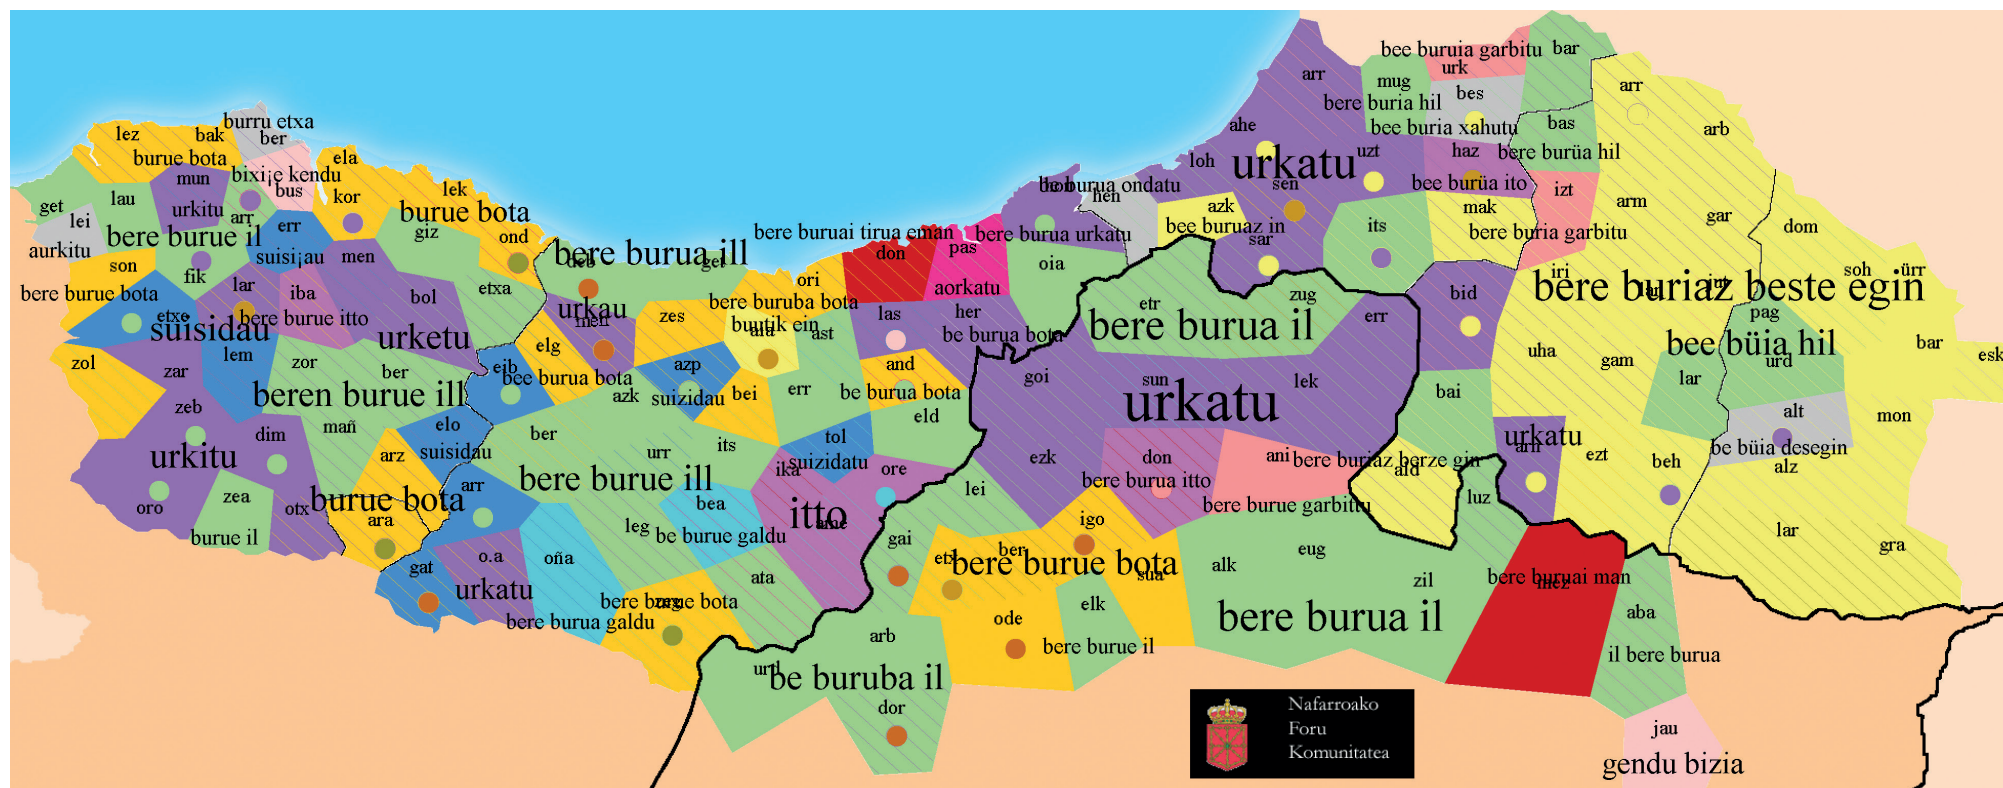 lez
bak
burru etxa
ber
burue bota
bixi¡e kendu
bus
ela
mun
lau
urkitu
kor
lek
get
lei
arr
err
burue bota
giz
aurkitu
bere burue il
suisi¡au
men
ond
son
fik
lar
iba
bol
etxa
bere burue bota
etxe
suisidau
bere burue itto
urketu
zol
zar
lem
zor
ber
beren burue ill
zeb
mañ
dim
urkitu
arz
elo
suisidau
oro
zea
otx
burue bota
ara
burue il
bere burua ill
deb
get
urkau
men
zes
ori
bere buruba bota
buutik ein
ast
elg
eib
bee burua bota
azk
azp
suizidau
bei
err
and
be burua bota
eld
ber
its
urr
tol
suizidatu
ika
ore
bere burue ill
arr
leg
bea
be burue galdu
itto
ame
gat
o.a
oña
urkatu
ata
bere burue bota
bere burua galdu
bere buruai tirua eman
don
pas
aorkatu
las
her
be burua bota
bere burua urkatu
oia
hen
be burua ondatu
arr
ahe
loh
urkatu
uzt
sen
azk
bee buruaz in
sar
its
bee buruia garbitu
urk
bar
mug
bes
bere buria hil
bee buria xahutu
bas
haz
bere burüa hil
bee burüa ito
izt
mak
bere buria garbitu
arr
arb
arm
gar
dom
iri
soh
ürr
bere buriaz beste egin
bid
pag
bee büia hil
urd
bar
esk
uha
gam
lar
bai
alt
mon
urkatu
arh
be büia desegin
ezt
beh
alz
lar
gra
ald
bere buriaz berze gin
luz
etr
zug
err
bere burua il
goi
sun
lek
urkatu
ezk
don
bere burua itto
ani
bere burue garbittu
lei
gai
igo
etx
ber
bere burue bota
sua
alk
eug
zil
bere burua il
ode
elk
bere burue il
arb
urd
be buruba il
dor
bere buruai man
mez
aba
il bere burua
jau
gendu bizia
Nafarroako
Foru
Komunitatea